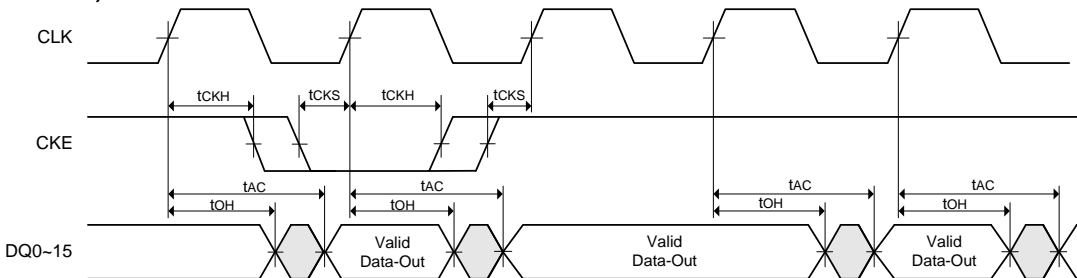 CLK
tCKH tCKS tCKH tCKS
CKE
tAC tAC tAC tAC
tOH tOH tOH tOH
DQ0~15
Valid Data-Out
Valid Data-Out
Valid Data-Out